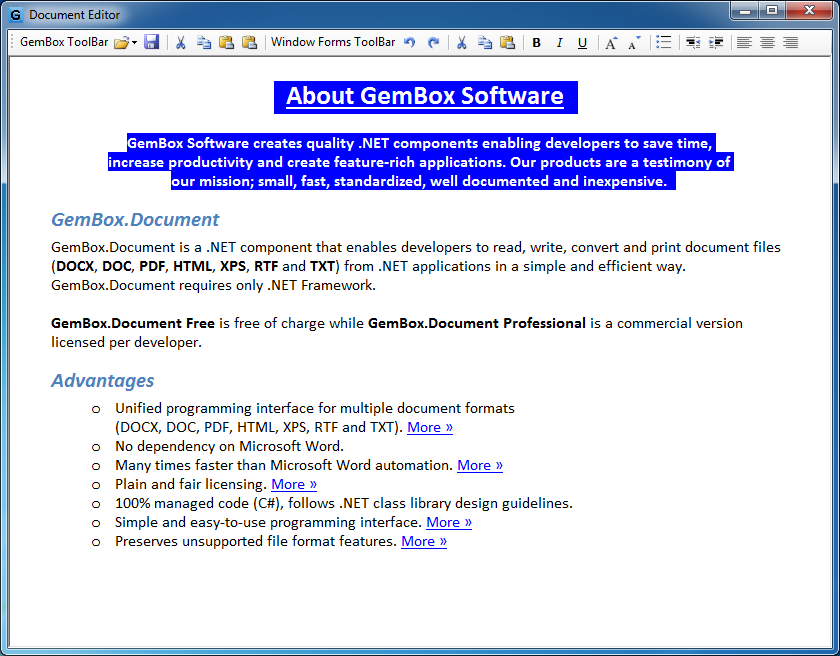 G Document Editor
GemBox ToolBar Window Forms ToolBar B I U A A
About GemBox Software
GemBox Software creates quality .NET components enabling developers to save time,
increase productivity and create feature-rich applications. Our products are a testimony of
our mission; small, fast, standardized, well documented and inexpensive.
GemBox.Document
GemBox.Document is a .NET component that enables developers to read, write, convert and print document files
(DOCX, DOC, PDF, HTML, XPS, RTF and TXT) from .NET applications in a simple and efficient way.
GemBox.Document requires only .NET Framework.
GemBox.Document Free is free of charge while GemBox.Document Professional is a commercial version
licensed per developer.
Advantages
o Unified programming interface for multiple document formats
(DOCX, DOC, PDF, HTML, XPS, RTF and TXT). More »
o No dependency on Microsoft Word.
o Many times faster than Microsoft Word automation. More »
o Plain and fair licensing. More »
o 100% managed code (C#), follows .NET class library design guidelines.
o Simple and easy-to-use programming interface. More »
o Preserves unsupported file format features. More »